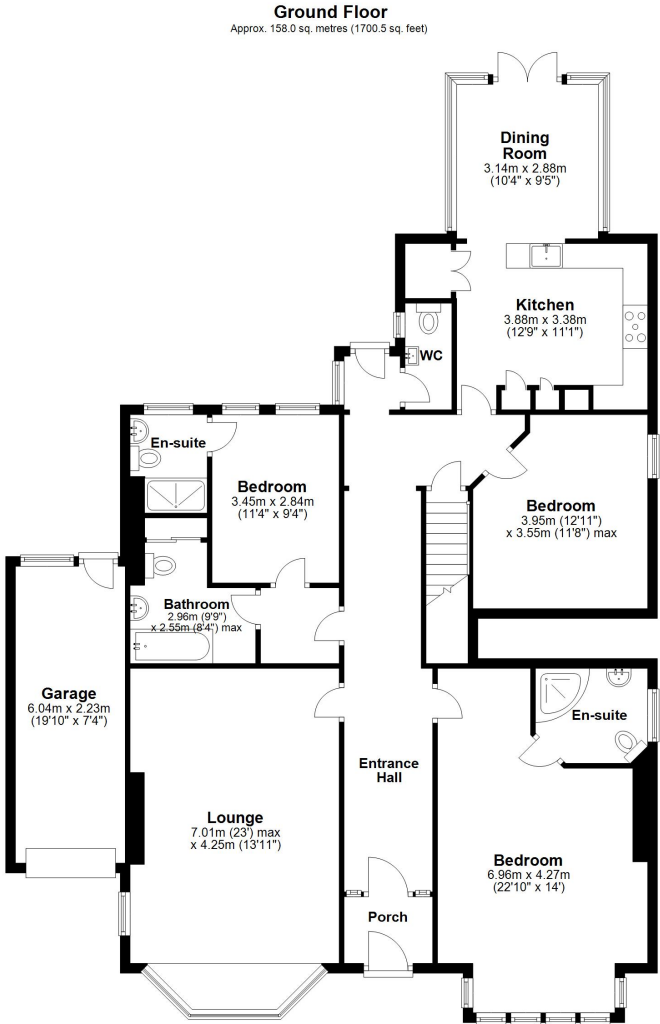 Ground Floor
Approx. 158.0 sq. metres (1700.5 sq. feet)
Dining
Room
3.14m x 2.88m
(10'4" x 9'5")
Kitchen
3.88m x 3.38m
(12'9" x 11'1")
WC
En-suite
Bedroom
3.45m x 2.84m
(11'4" x 9'4")
Bedroom
3.95m (12'11")
x 3.55m (11'8") max
Bathroom
2.96m (9'9")
x 2.55m (8'4") max
Garage
6.04m x 2.23m
(19'10" x 7'4")
En-suite
Entrance
Hall
Lounge
7.01m (23') max
x 4.25m (13'11")
Bedroom
6.96m x 4.27m
(22'10" x 14')
Porch